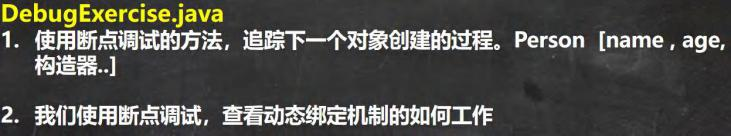 DebugExercise.java
1. 使用断点调试的方法，追踪下一个对象创建的过程。Person [name , age,
构造器..]
2. 我们使用断点调试，查看动态绑定机制的如何工作